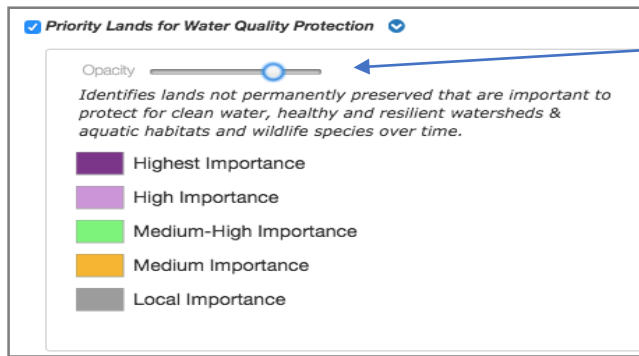 Priority Lands for Water Quality Protection
Opacity
Identifies lands not permanently preserved that are important to
protect for clean water, healthy and resilient watersheds &
aquatic habitats and wildlife species over time.
Highest Importance
High Importance
Medium-High Importance
Medium Importance
Local Importance